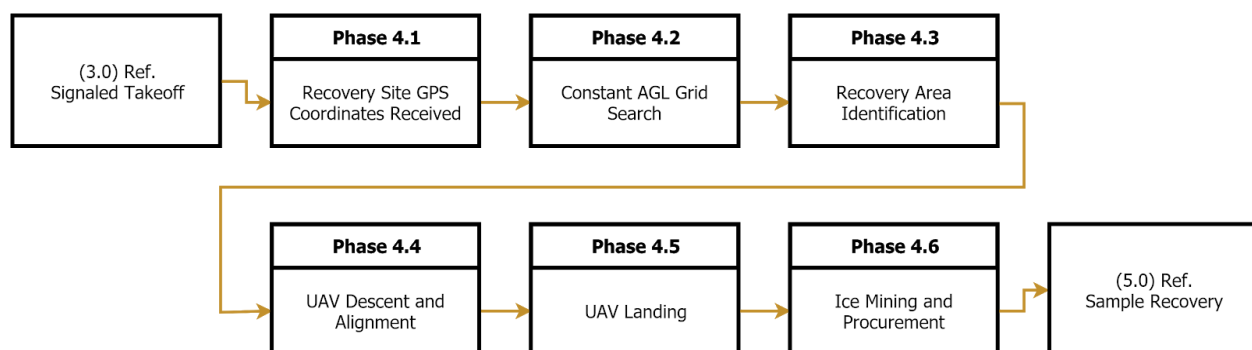 (3.0) Ref.
Signaled Takeoff
Phase 4.1
Recovery Site GPS
Coordinates Received
Phase 4.2
Constant AGL Grid
Search
Phase 4.3
Recovery Area
Identification
Phase 4.4
UAV Descent and
Alignment
Phase 4.5
UAV Landing
Phase 4.6
Ice Mining and
Procurement
(5.0) Ref.
Sample Recovery